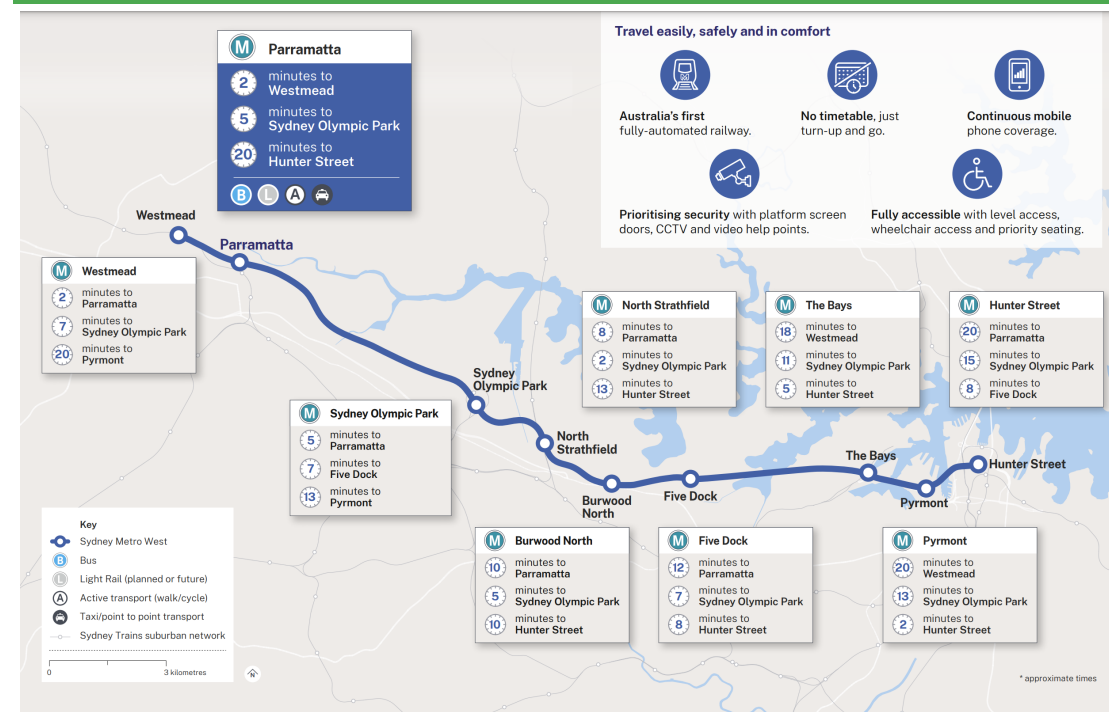 M Parramatta
2 minutes to
Westmead
5 minutes to
Sydney Olympic Park
20 minutes to
Hunter Street
B L A
Travel easily, safely and in comfort
Australia's first
fully-automated railway.
No timetable, just
turn-up and go.
Continuous mobile
phone coverage.
Prioritising security with platform screen
doors, CCTV and video help points.
Fully accessible with level access,
wheelchair access and priority seating.
Westmead
Parramatta
Sydney
Olympic Park
North
Strathfield
Burwood
North
Five Dock
The Bays
Pyrmont
Hunter Street
M Westmead
2 minutes to
Parramatta
7 minutes to
Sydney Olympic Park
20 minutes to
Pyrmont
M Sydney Olympic Park
5 minutes to
Parramatta
7 minutes to
Five Dock
13 minutes to
Pyrmont
M North Strathfield
8 minutes to
Parramatta
2 minutes to
Sydney Olympic Park
13 minutes to
Hunter Street
M The Bays
18 minutes to
Westmead
11 minutes to
Sydney Olympic Park
5 minutes to
Hunter Street
M Hunter Street
20 minutes to
Parramatta
15 minutes to
Sydney Olympic Park
8 minutes to
Five Dock
M Burwood North
10 minutes to
Parramatta
5 minutes to
Sydney Olympic Park
10 minutes to
Hunter Street
M Five Dock
12 minutes to
Parramatta
7 minutes to
Sydney Olympic Park
8 minutes to
Hunter Street
M Pyrmont
20 minutes to
Westmead
13 minutes to
Sydney Olympic Park
2 minutes to
Hunter Street
Key
Sydney Metro West
B Bus
L Light Rail (planned or future)
A Active transport (walk/cycle)
Taxi/point to point transport
Sydney Trains suburban network
0 3 kilometres
N
* approximate times